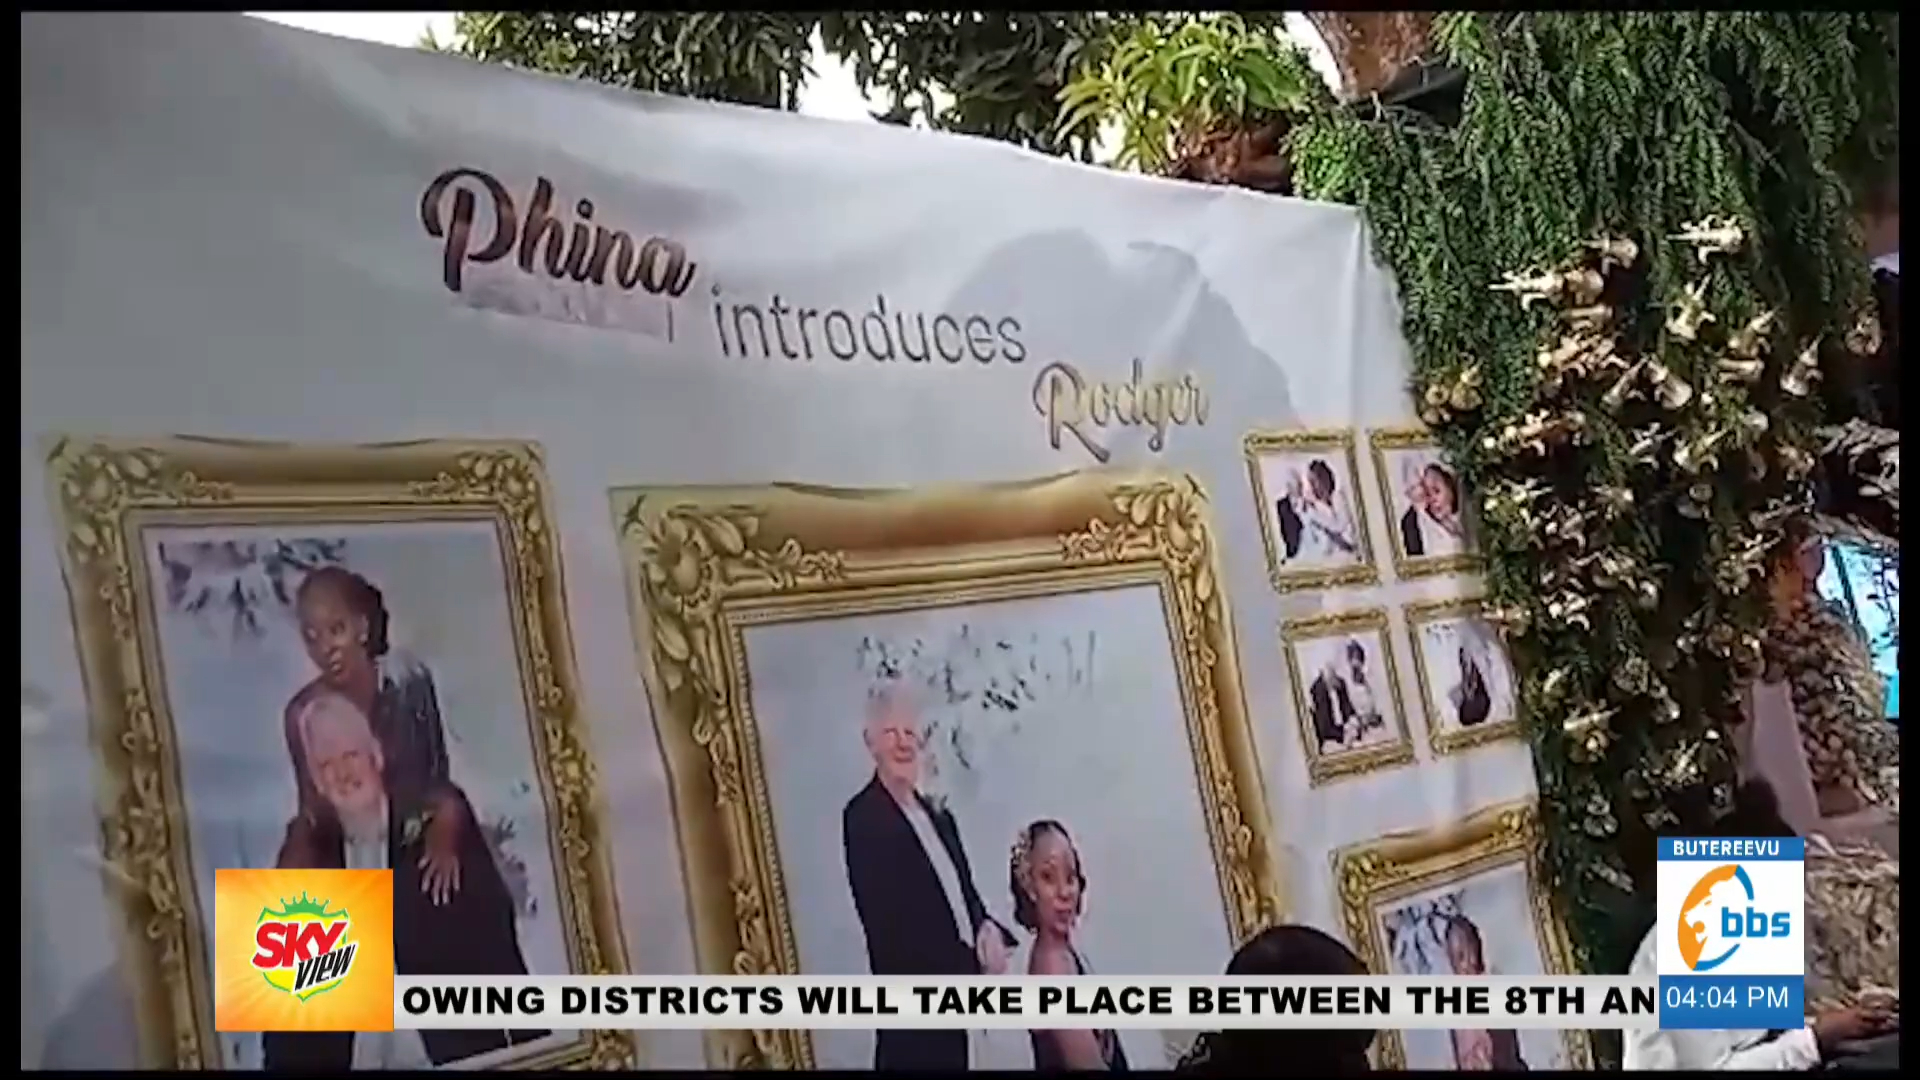 Phina
introduces
Rodger
BUTEREEVU
bbs
SKY
VIEW
OWING DISTRICTS WILL TAKE PLACE BETWEEN THE 8TH AN
04:04 PM